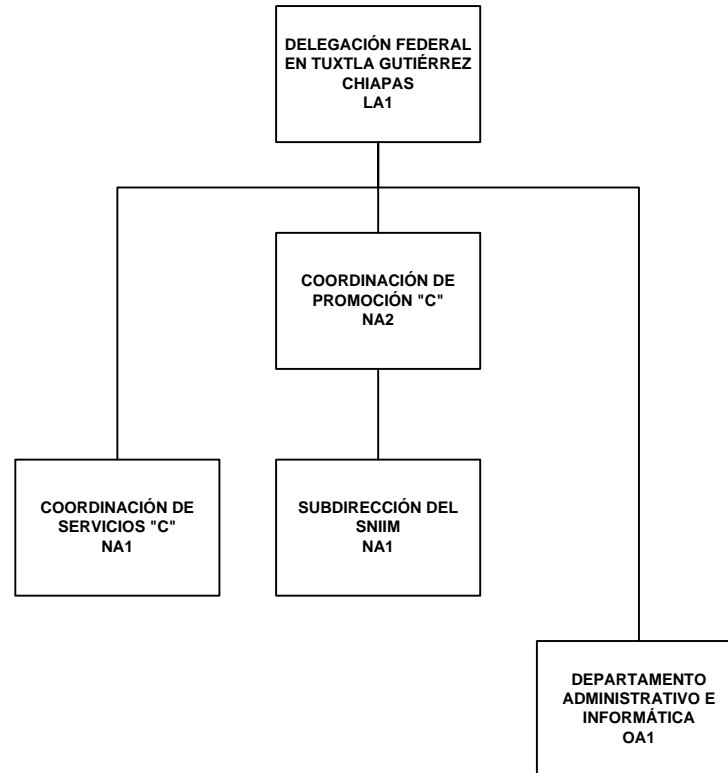 DELEGACIÓN FEDERAL
EN TUXTLA GUTIÉRREZ
CHIAPAS
LA1
COORDINACIÓN DE
PROMOCIÓN "C"
NA2
COORDINACIÓN DE
SERVICIOS "C"
NA1
SUBDIRECCIÓN DEL
SNIIM
NA1
DEPARTAMENTO
ADMINISTRATIVO E
INFORMÁTICA
OA1